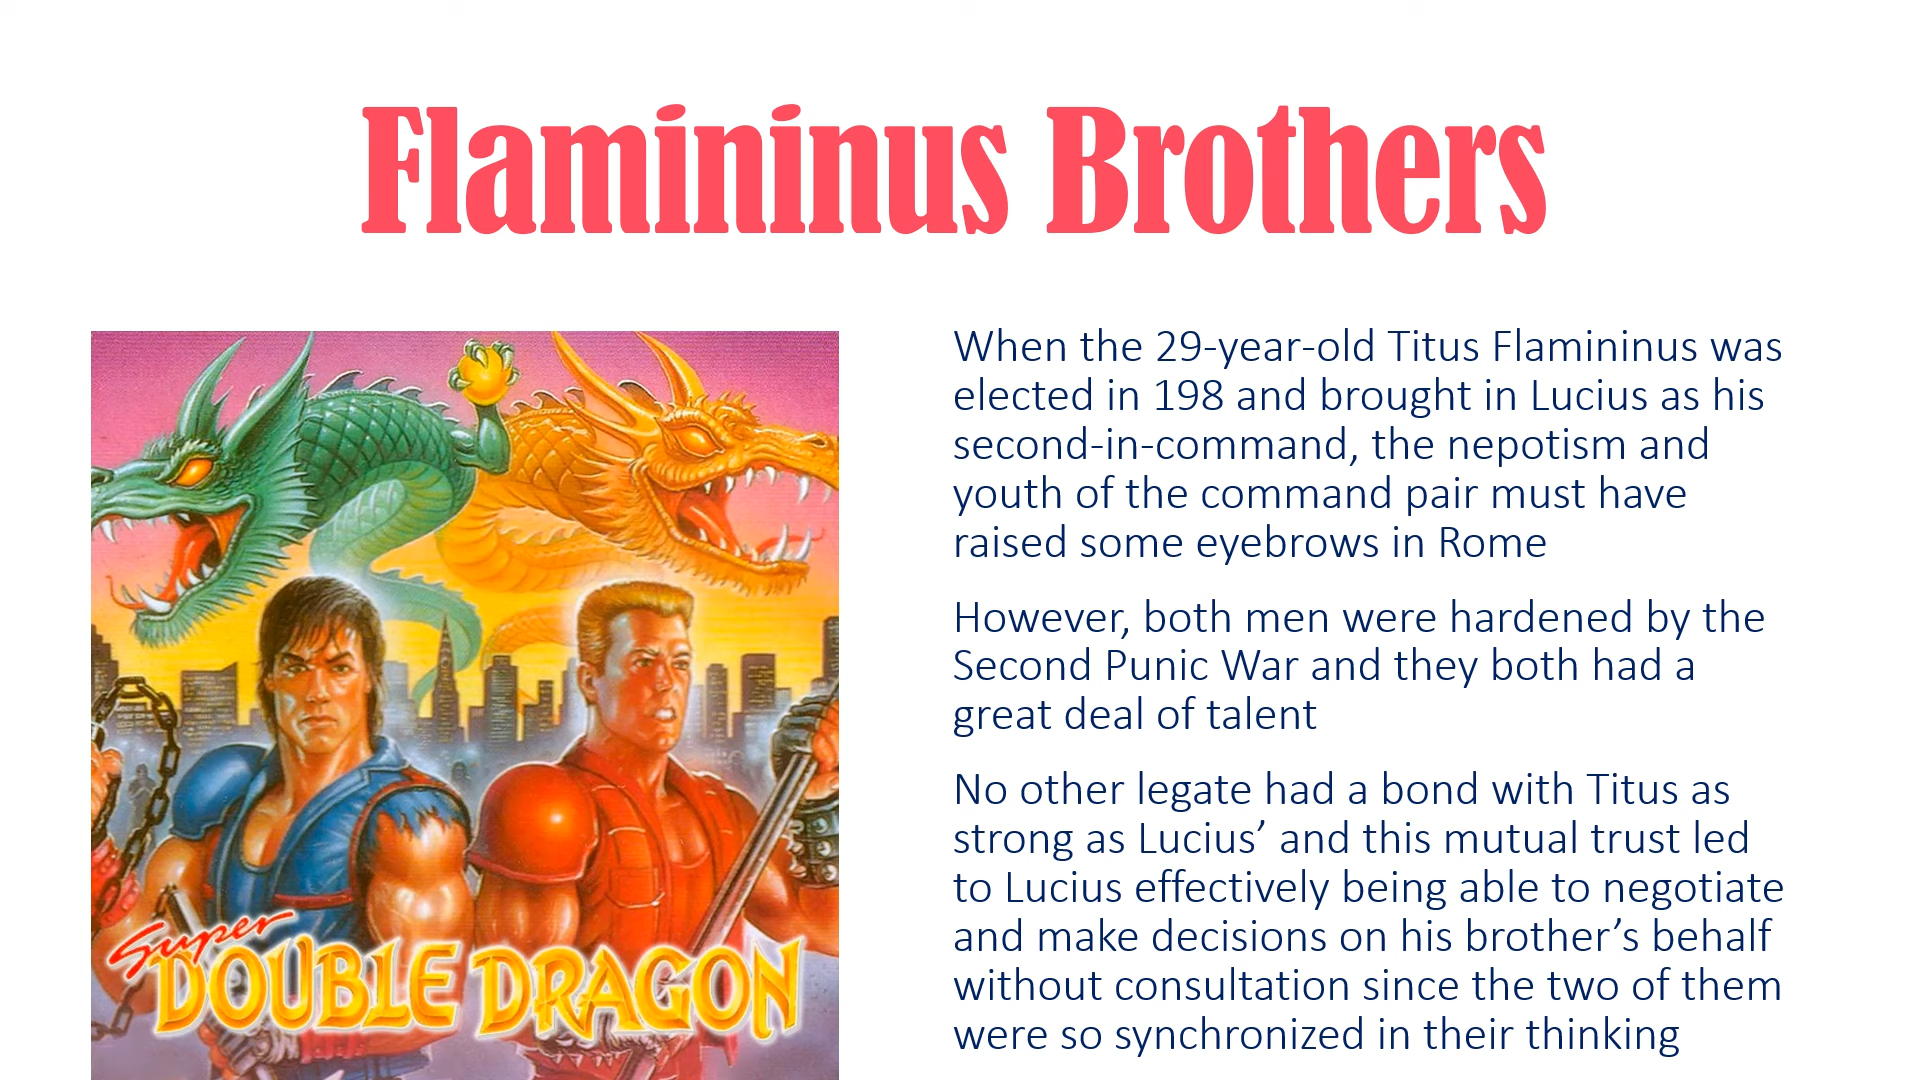 Flamininus Brothers
When the 29-year-old Titus Flamininus was
elected in 198 and brought in Lucius as his
second-in-command, the nepotism and
youth of the command pair must have
raised some eyebrows in Rome
However, both men were hardened by the
Second Punic War and they both had a
great deal of talent
No other legate had a bond with Titus as
strong as Lucius’ and this mutual trust led
to Lucius effectively being able to negotiate
and make decisions on his brother’s behalf
without consultation since the two of them
were so synchronized in their thinking
Super
DOUBLE DRAGON